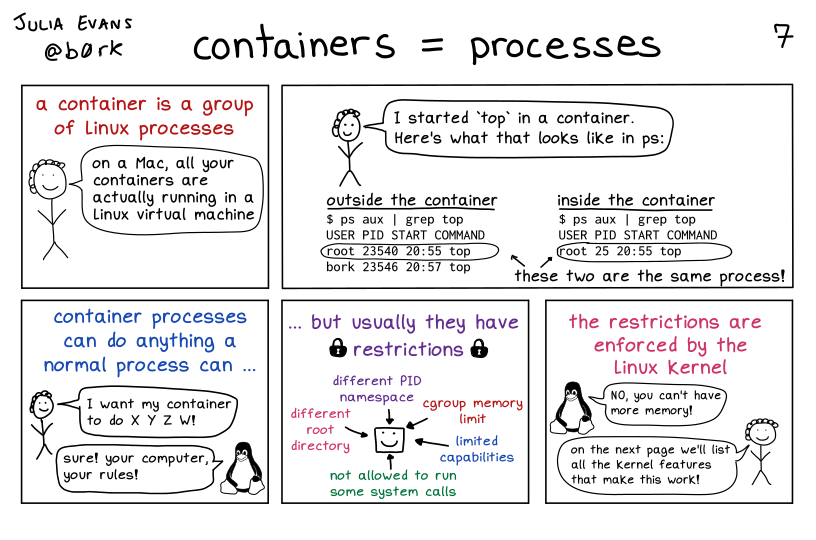 JULIA EVANS
@b0rk
containers = processes
7
a container is a group
of Linux processes
on a Mac, all your
containers are
actually running in a
Linux virtual machine
I started `top` in a container.
Here's what that looks like in ps:
outside the container
$ ps aux | grep top
USER PID START COMMAND
root 23540 20:55 top
bork 23546 20:57 top
inside the container
$ ps aux | grep top
USER PID START COMMAND
root 25 20:55 top
these two are the same process!
container processes
can do anything a
normal process can ...
I want my container
to do X Y Z W!
sure! your computer,
your rules!
... but usually they have
restrictions
different PID
namespace
cgroup memory
limit
different
root
directory
limited
capabilities
not allowed to run
some system calls
the restrictions are
enforced by the
Linux Kernel
NO, you can't have
more memory!
on the next page we'll list
all the kernel features
that make this work!